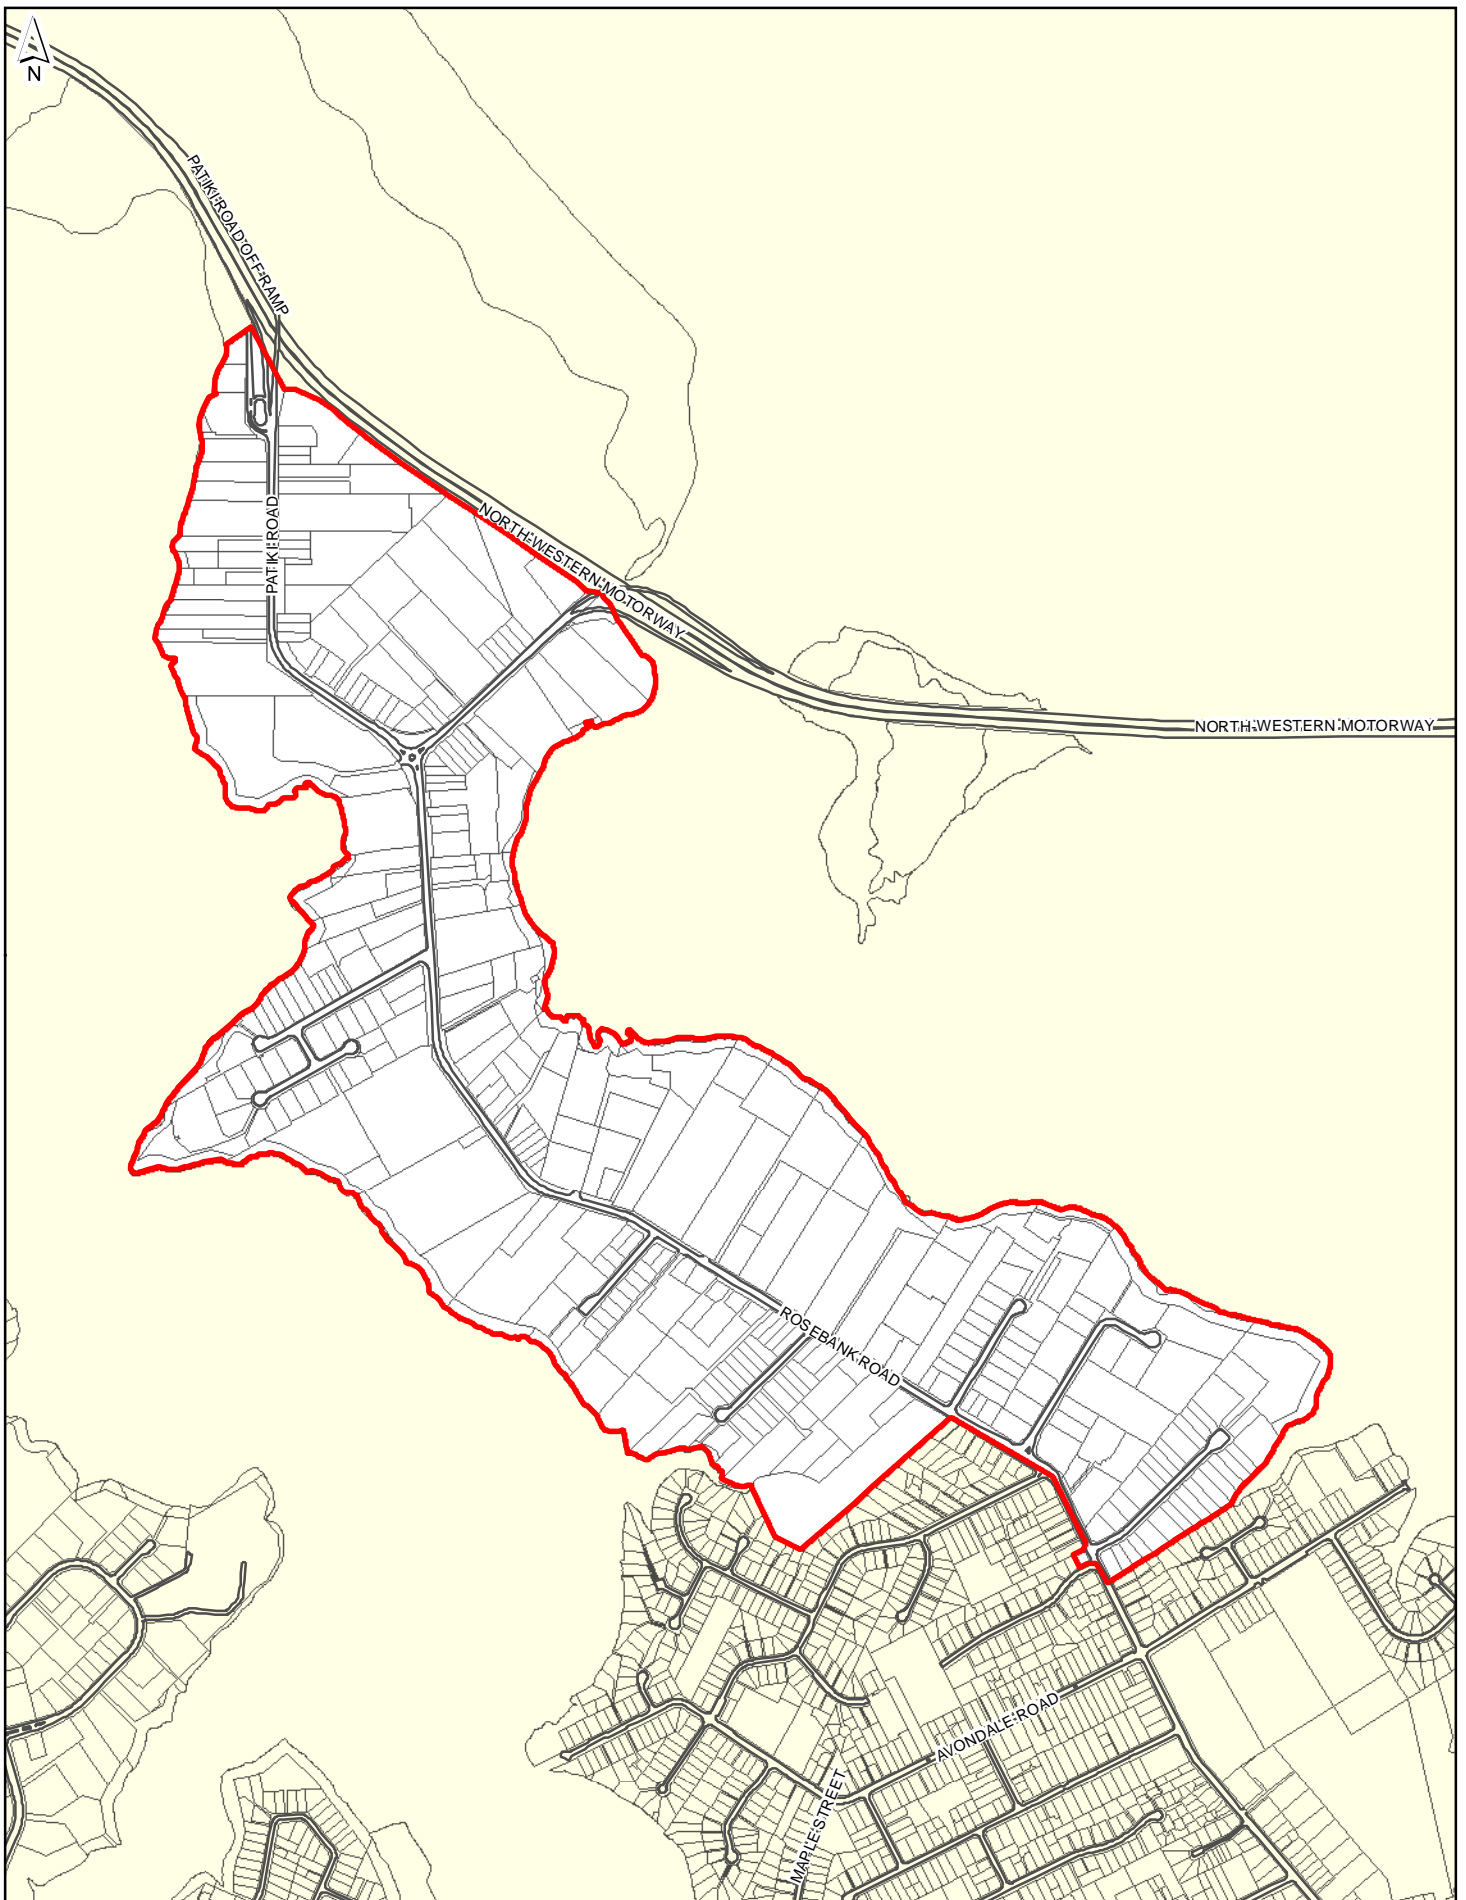 N
PATIKI ROAD OFF RAMP
PATIKI ROAD
NORTH-WESTERN MOTORWAY
NORTH-WESTERN MOTORWAY
ROSEBANK ROAD
AVONDALE ROAD
MAPLE STREET